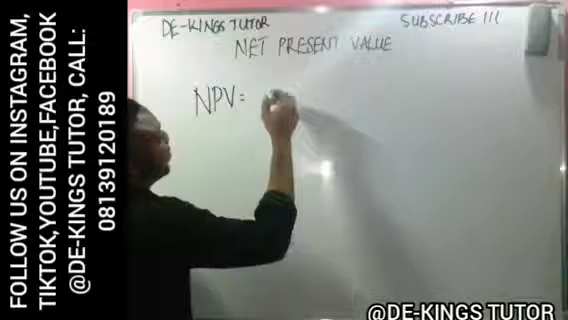 FOLLOW US ON INSTAGRAM,
TIKTOK,YOUTUBE,FACEBOOK
@DE-KINGS TUTOR, CALL:
08139120189
DE-KINGS TUTOR
SUBSCRIBE !!!
NET PRESENT VALUE
NPV=
@DE-KINGS TUTOR